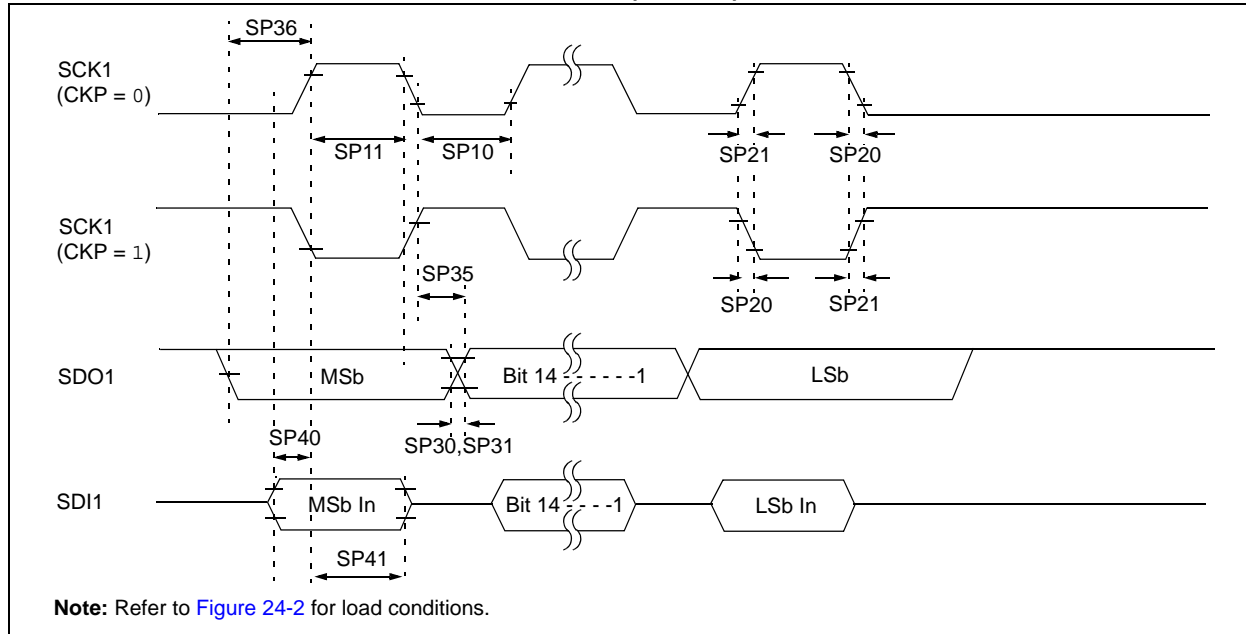 SP36
SCK1
(CKP = 0)
SP11
SP10
SP21
SP20
SCK1
(CKP = 1)
SP35
SP20
SP21
SDO1
MSb
Bit 14 - - - - - -1
LSb
SP40
SP30,SP31
SDI1
MSb In
Bit 14 - - - -1
LSb In
SP41
Note: Refer to Figure 24-2 for load conditions.